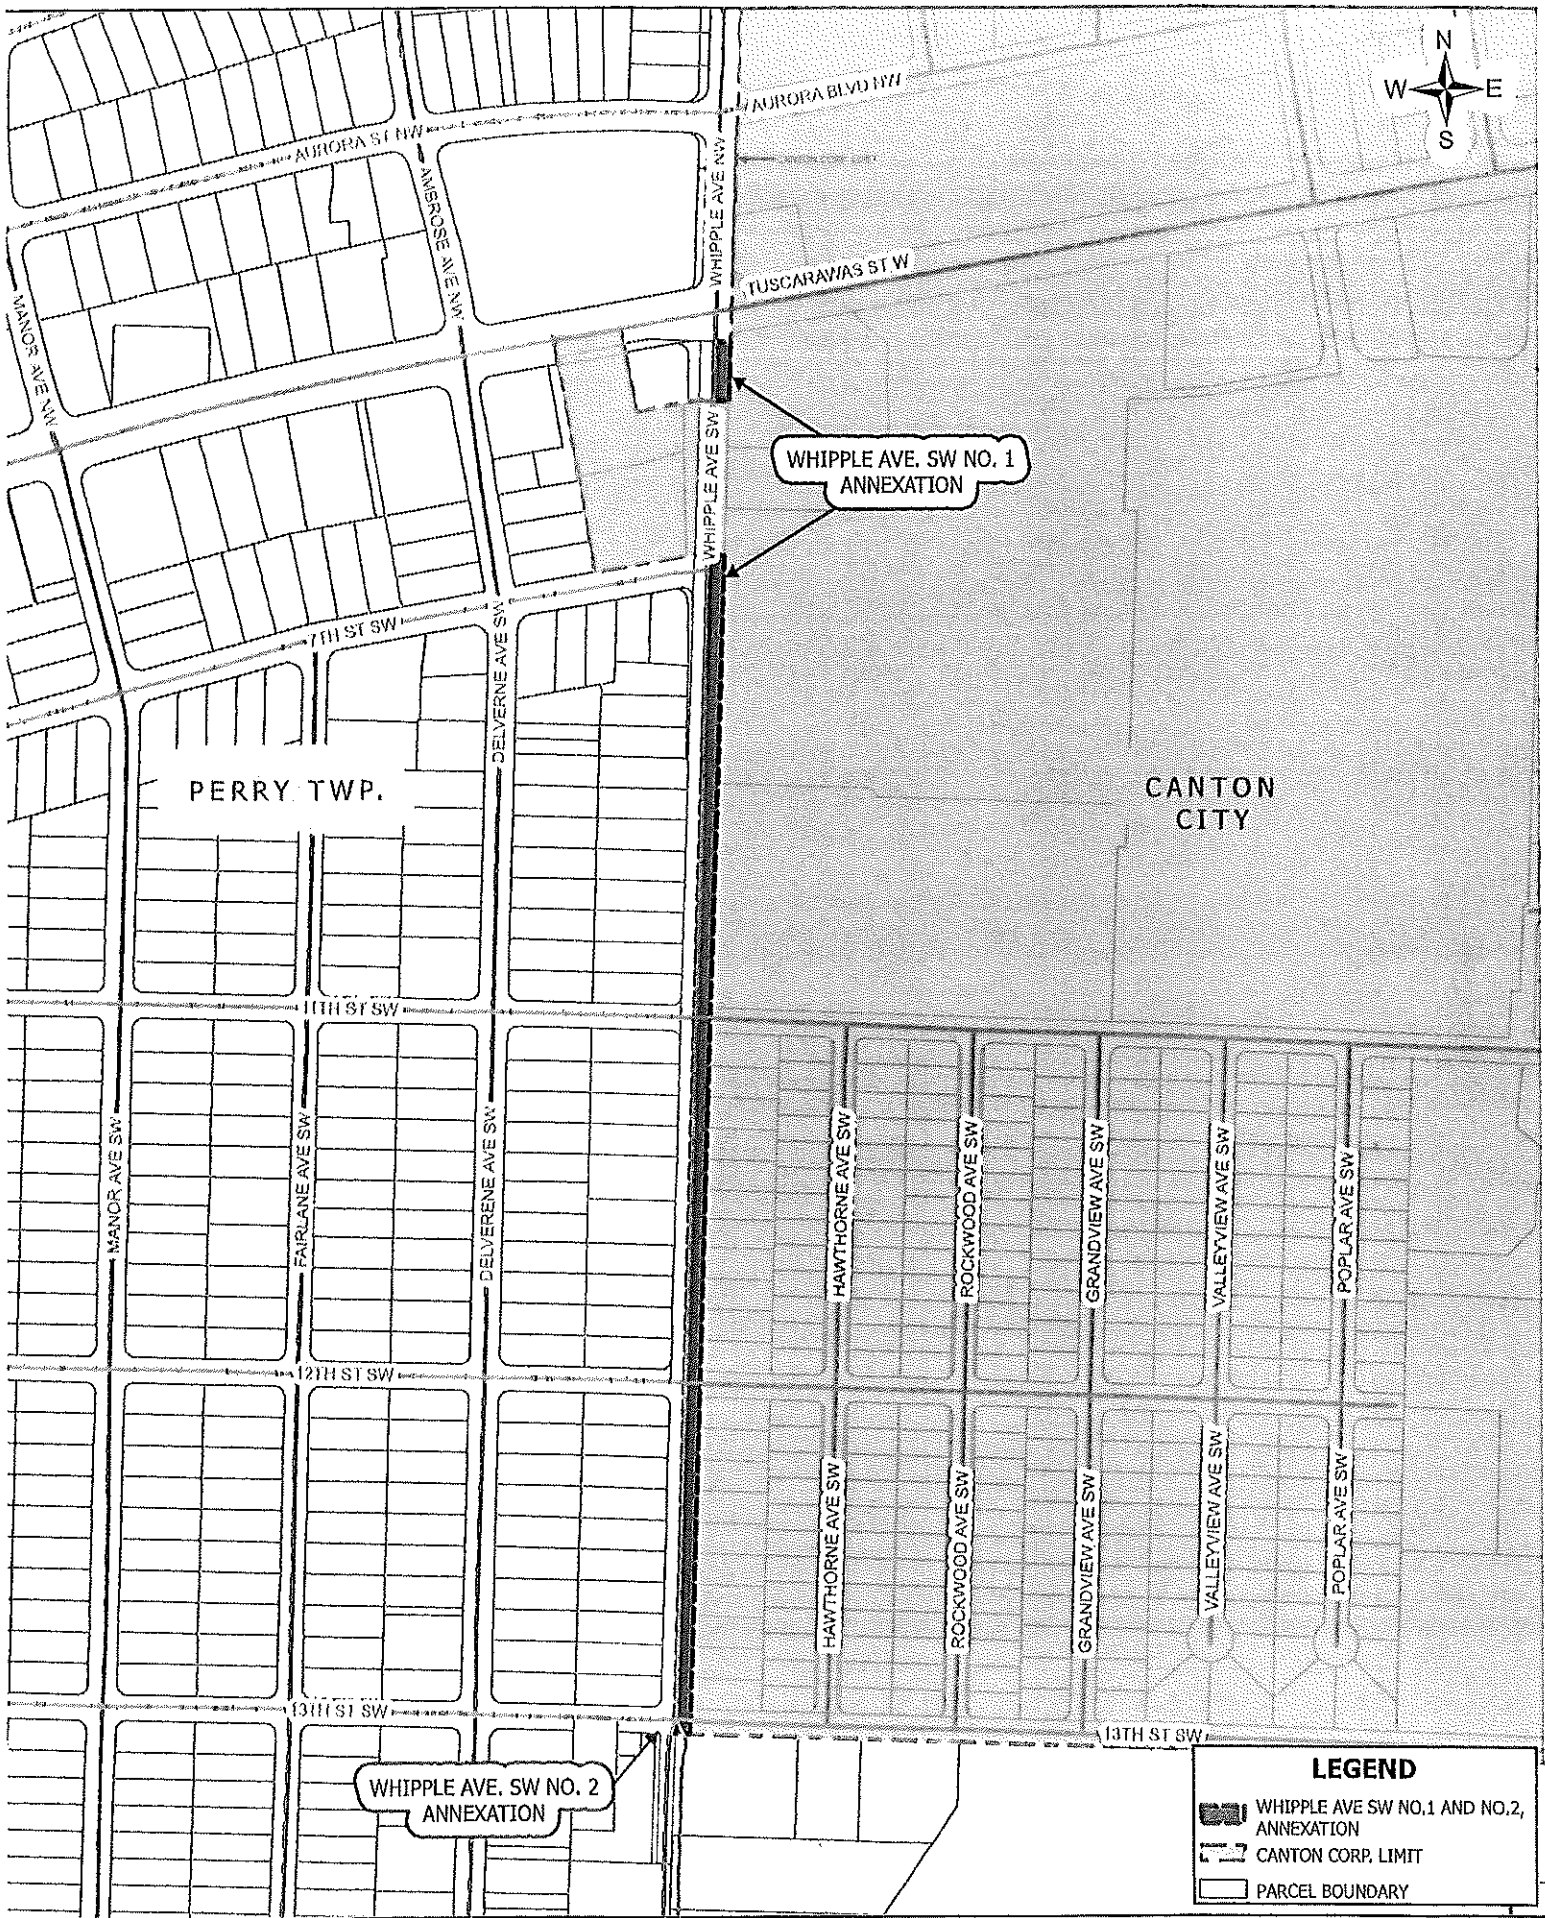 N
W E
S
AURORA BLVD NW
AURORA ST NW
CANTON CORP. LIMIT
AMBROSE AVE NW
WHIPPLE AVE NW
TUSCARAWAS ST W
MANOR AVE NW
WHIPPLE AVE. SW NO. 1
ANNEXATION
WHIPPLE AVE SW
7TH ST SW
DELVERNE AVE SW
PERRY TWP.
CANTON
CITY
11TH ST SW
MANOR AVE SW
FAIRLANE AVE SW
DELVERENE AVE SW
HAWTHORNE AVE SW
ROCKWOOD AVE SW
GRANDVIEW AVE SW
VALLEYVIEW AVE SW
POPLAR AVE SW
12TH ST SW
HAWTHORNE AVE SW
ROCKWOOD AVE SW
GRANDVIEW AVE SW
VALLEYVIEW AVE SW
POPLAR AVE SW
13TH ST SW
13TH ST SW
WHIPPLE AVE. SW NO. 2
ANNEXATION
LEGEND
WHIPPLE AVE SW NO.1 AND NO.2,
ANNEXATION
CANTON CORP. LIMIT
PARCEL BOUNDARY